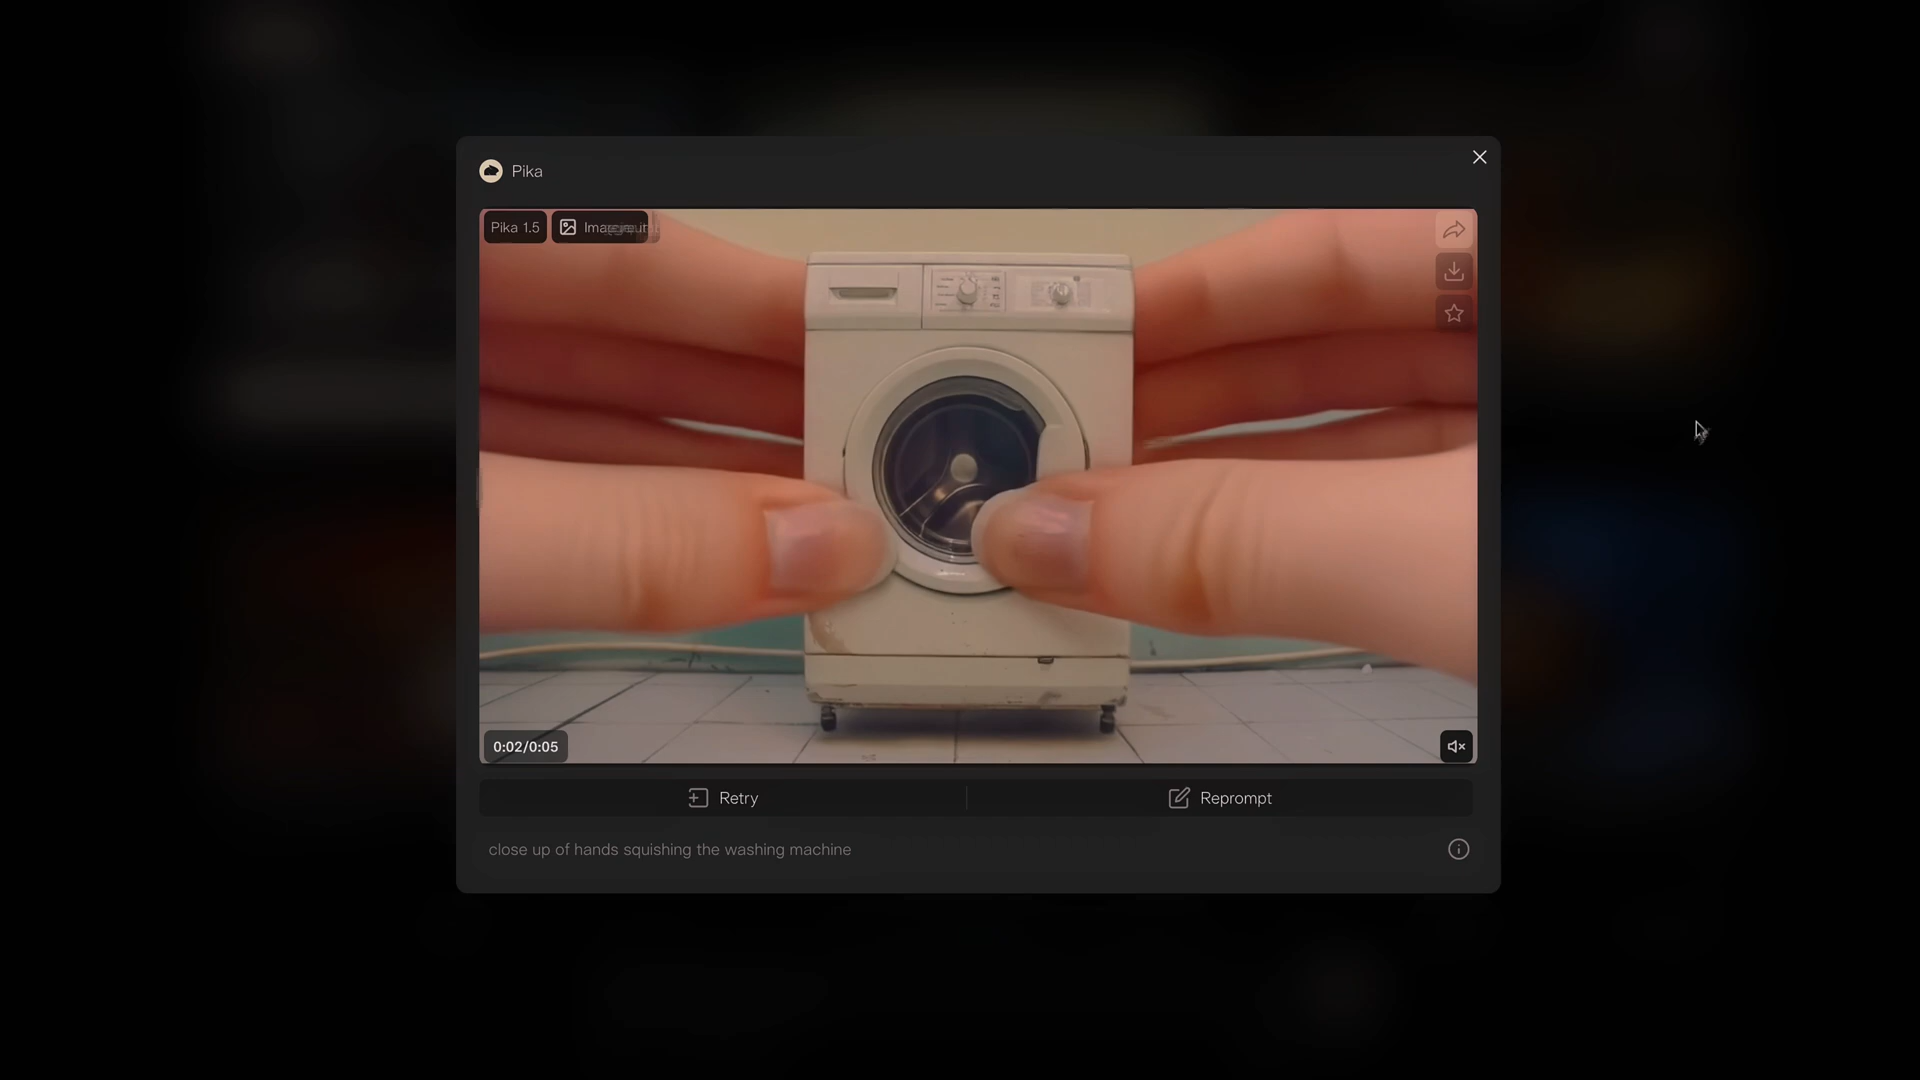 Pika
Pika 1.5
0:02/0:05
Retry
Reprompt
close up of hands squishing the washing machine